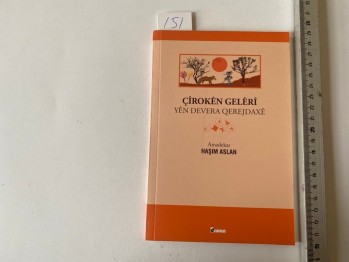 151
ÇÎROKÊN GELÊRÎ
YÊN DEVERA QEREJDAXÊ
Amadekar
HAŞIM ASLAN